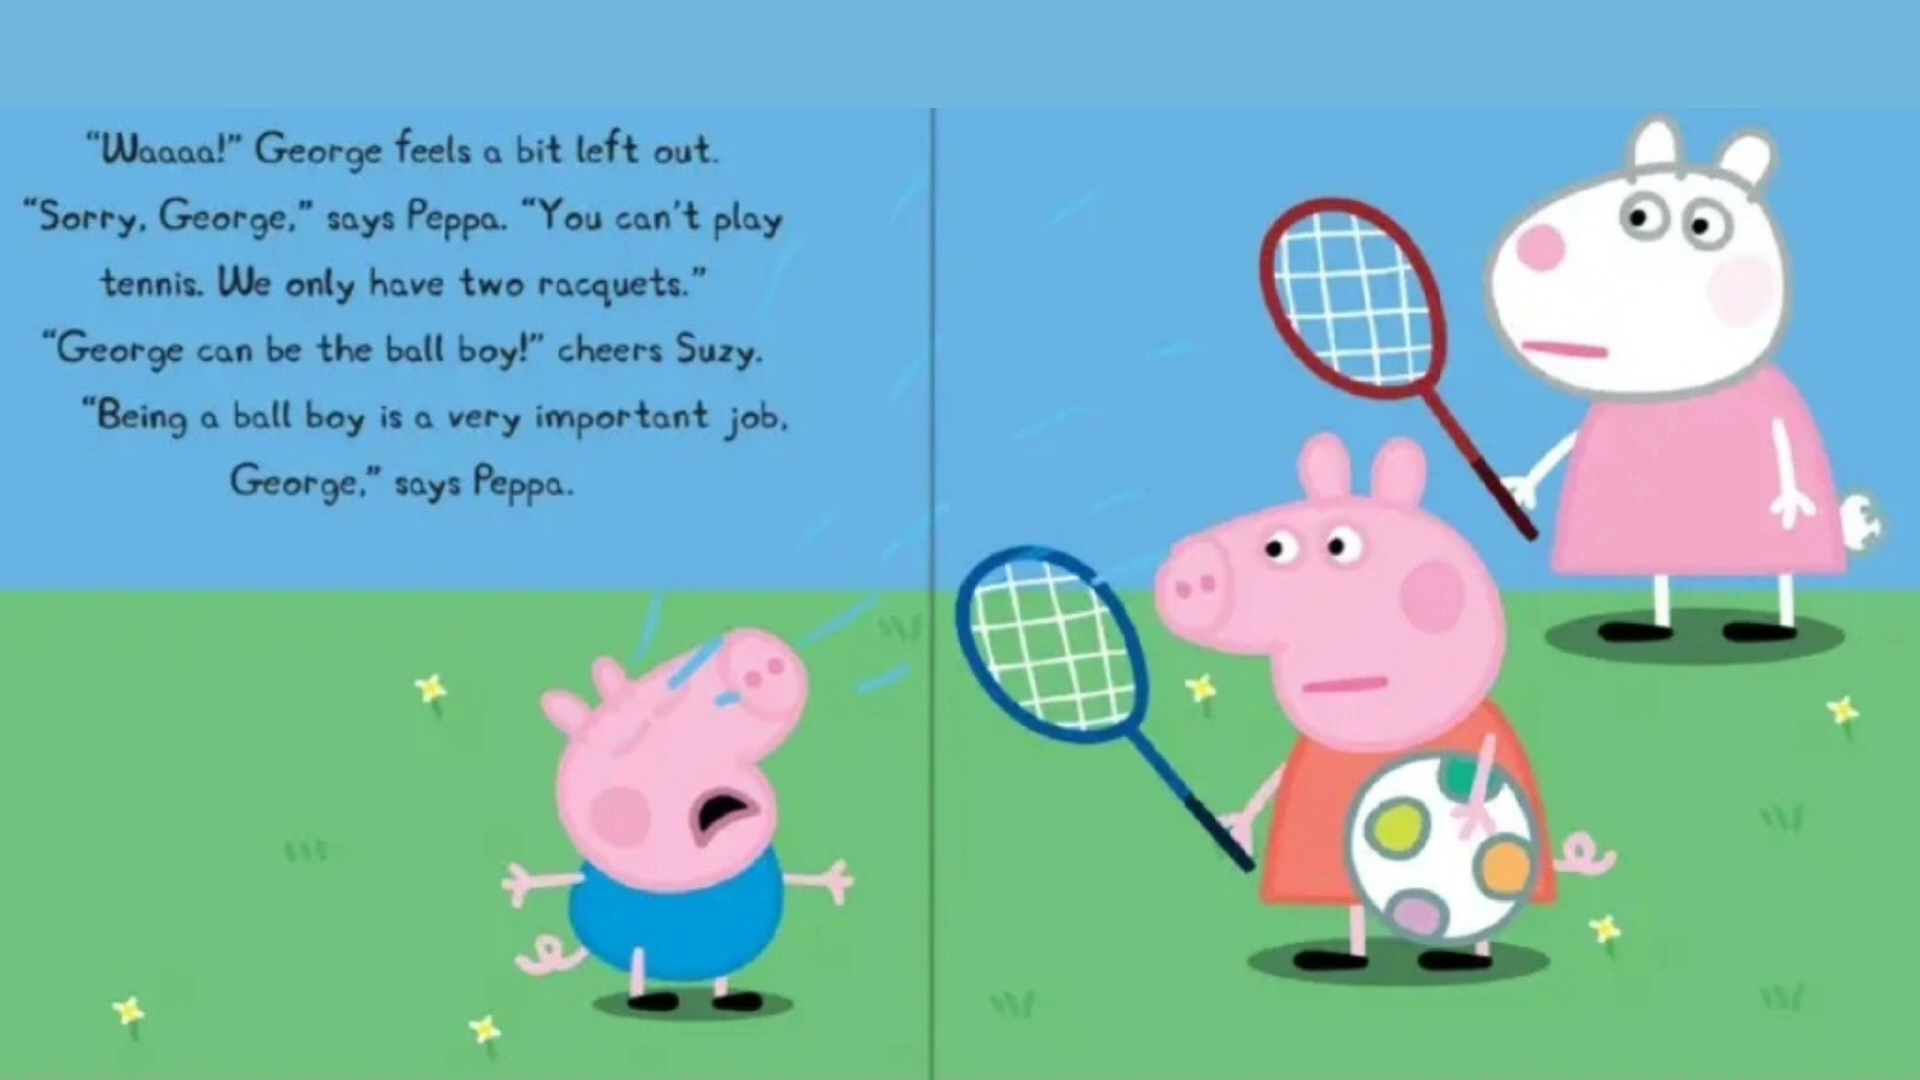 “Waaaa!” George feels a bit left out.
“Sorry, George,” says Peppa. “You can’t play
tennis. We only have two racquets.”
“George can be the ball boy!” cheers Suzy.
“Being a ball boy is a very important job,
George,” says Peppa.